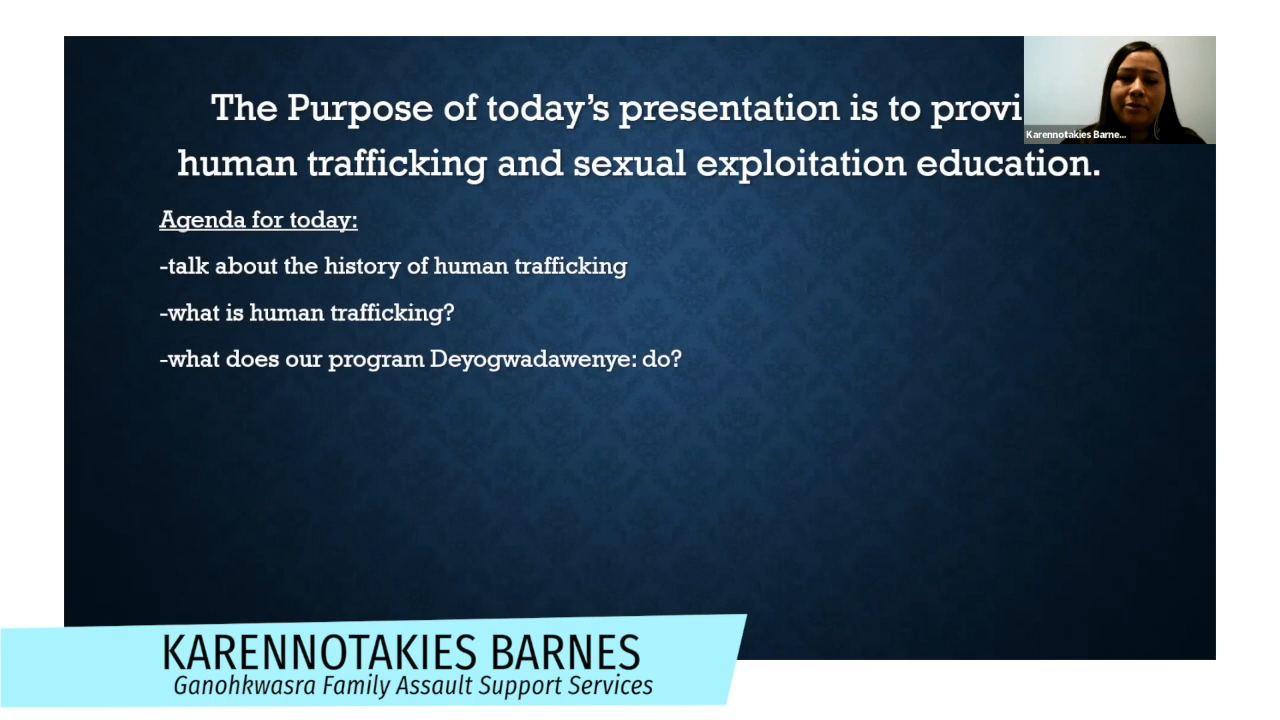 The Purpose of today's presentation is to provi
human trafficking and sexual exploitation education.
Karennotakies Barne...
Agenda for today:
-talk about the history of human trafficking
-what is human trafficking?
-what does our program Deyogwadawenye: do?
KARENNOTAKIES BARNES
Ganohkwasra Family Assault Support Services